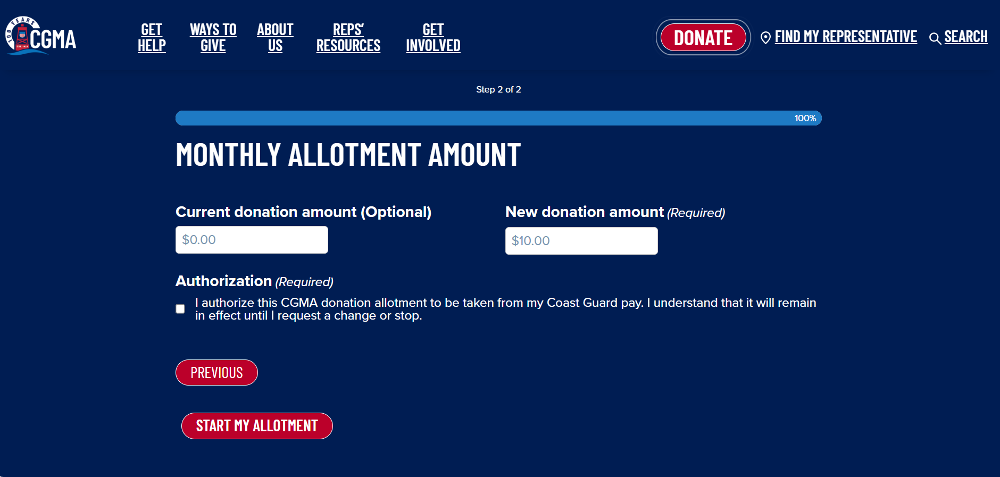 100 YEARS
EST. 1924
CGMA
GET
HELP
WAYS TO
GIVE
ABOUT
US
REPS’
RESOURCES
GET
INVOLVED
DONATE
FIND MY REPRESENTATIVE
SEARCH
Step 2 of 2
100%
MONTHLY ALLOTMENT AMOUNT
Current donation amount (Optional)
$0.00
New donation amount (Required)
$10.00
Authorization (Required)
I authorize this CGMA donation allotment to be taken from my Coast Guard pay. I understand that it will remain
in effect until I request a change or stop.
PREVIOUS
START MY ALLOTMENT